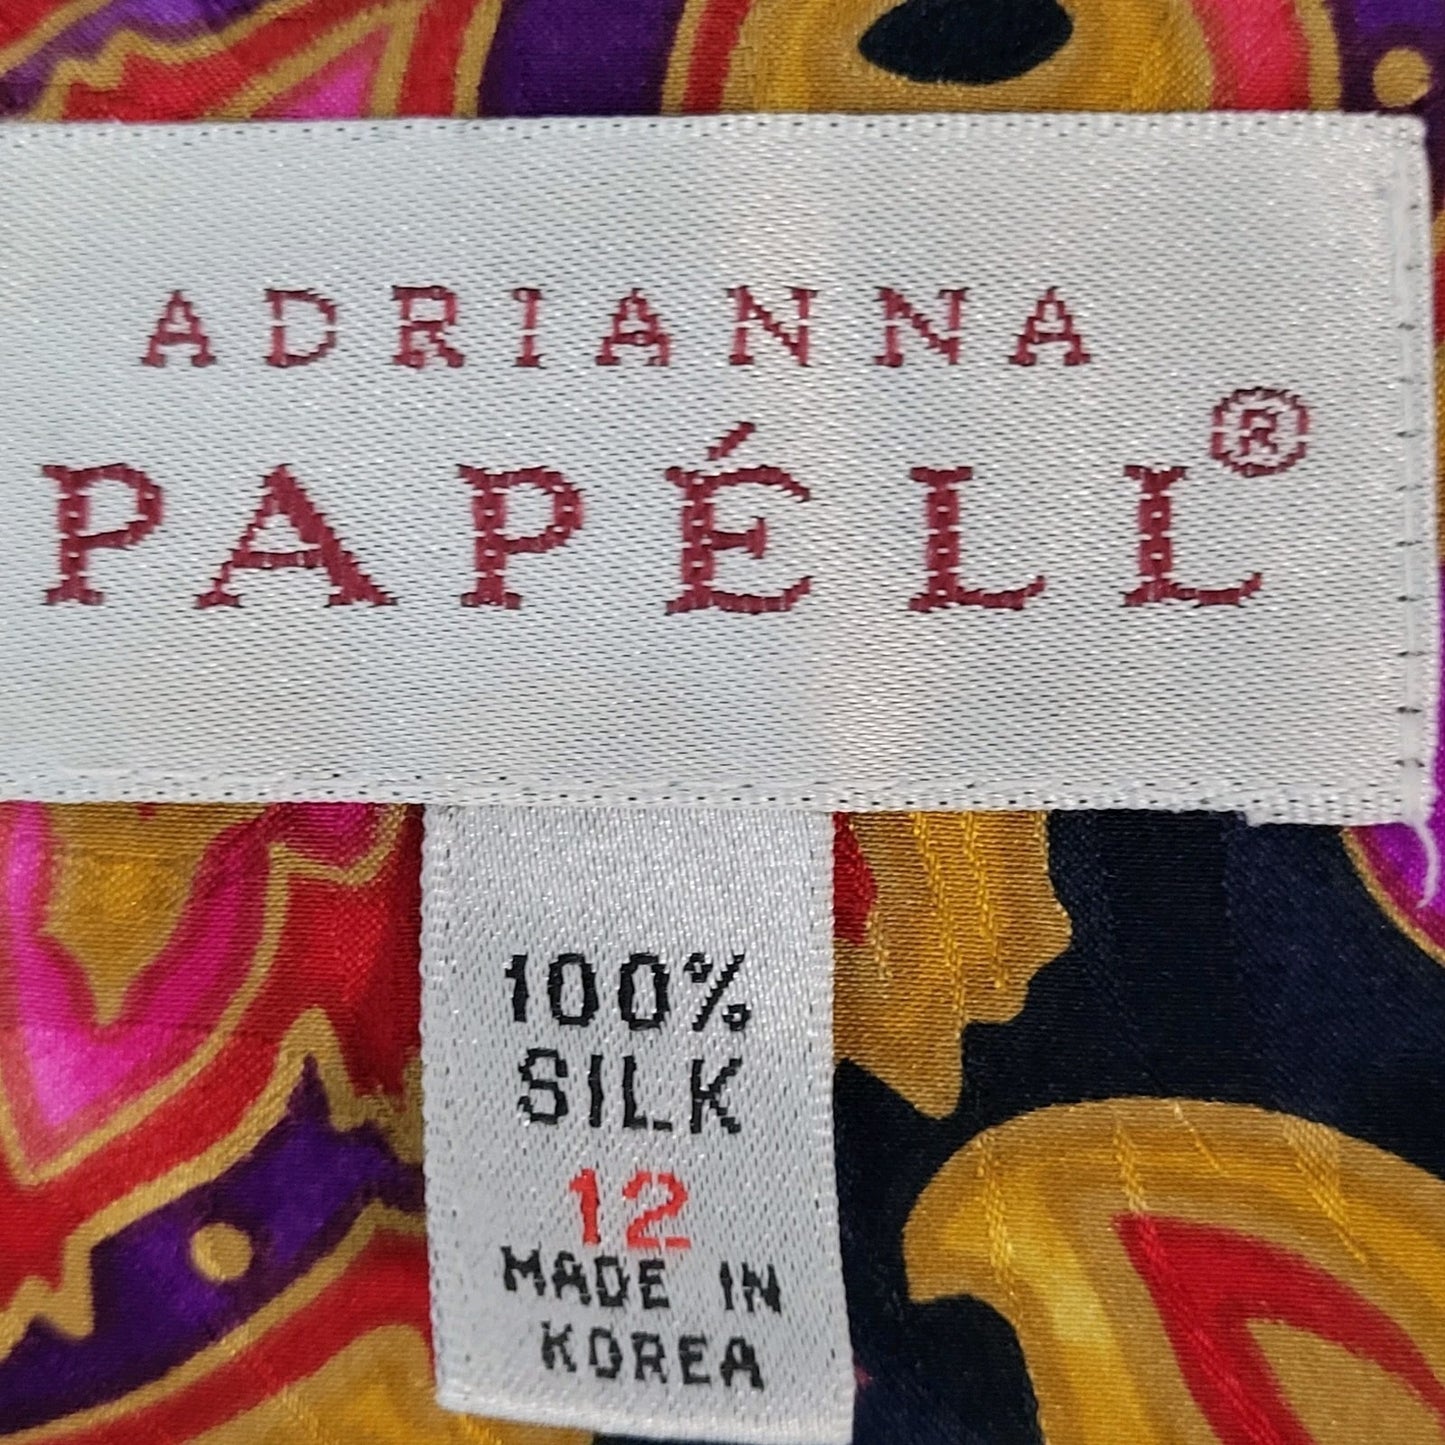 ADRIANNA
PAPÉLL®
100%
SILK
12
MADE IN
KOREA